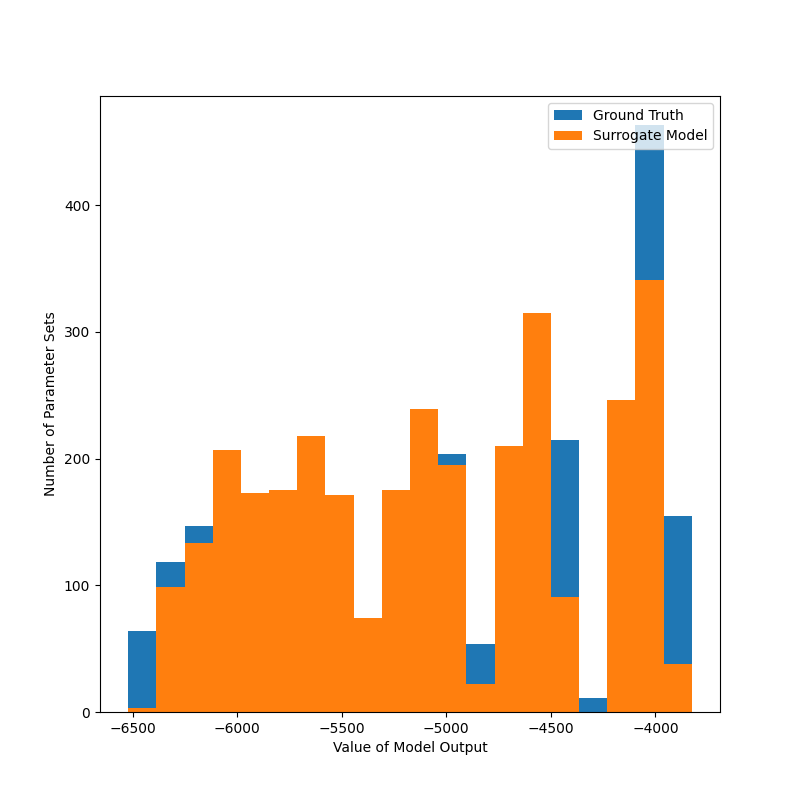 Ground Truth
Surrogate Model
400
300
200
100
0
−6500 −6000 −5500 −5000 −4500 −4000
Number of Parameter Sets
Value of Model Output